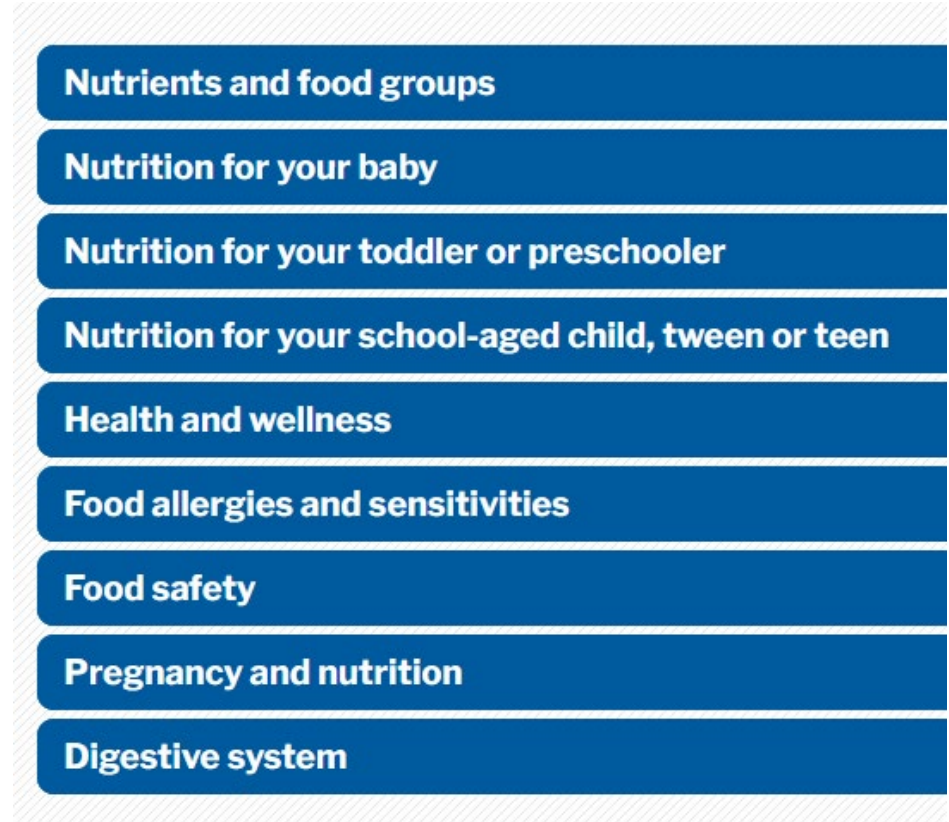 Nutrients and food groups
Nutrition for your baby
Nutrition for your toddler or preschooler
Nutrition for your school-aged child, tween or teen
Health and wellness
Food allergies and sensitivities
Food safety
Pregnancy and nutrition
Digestive system